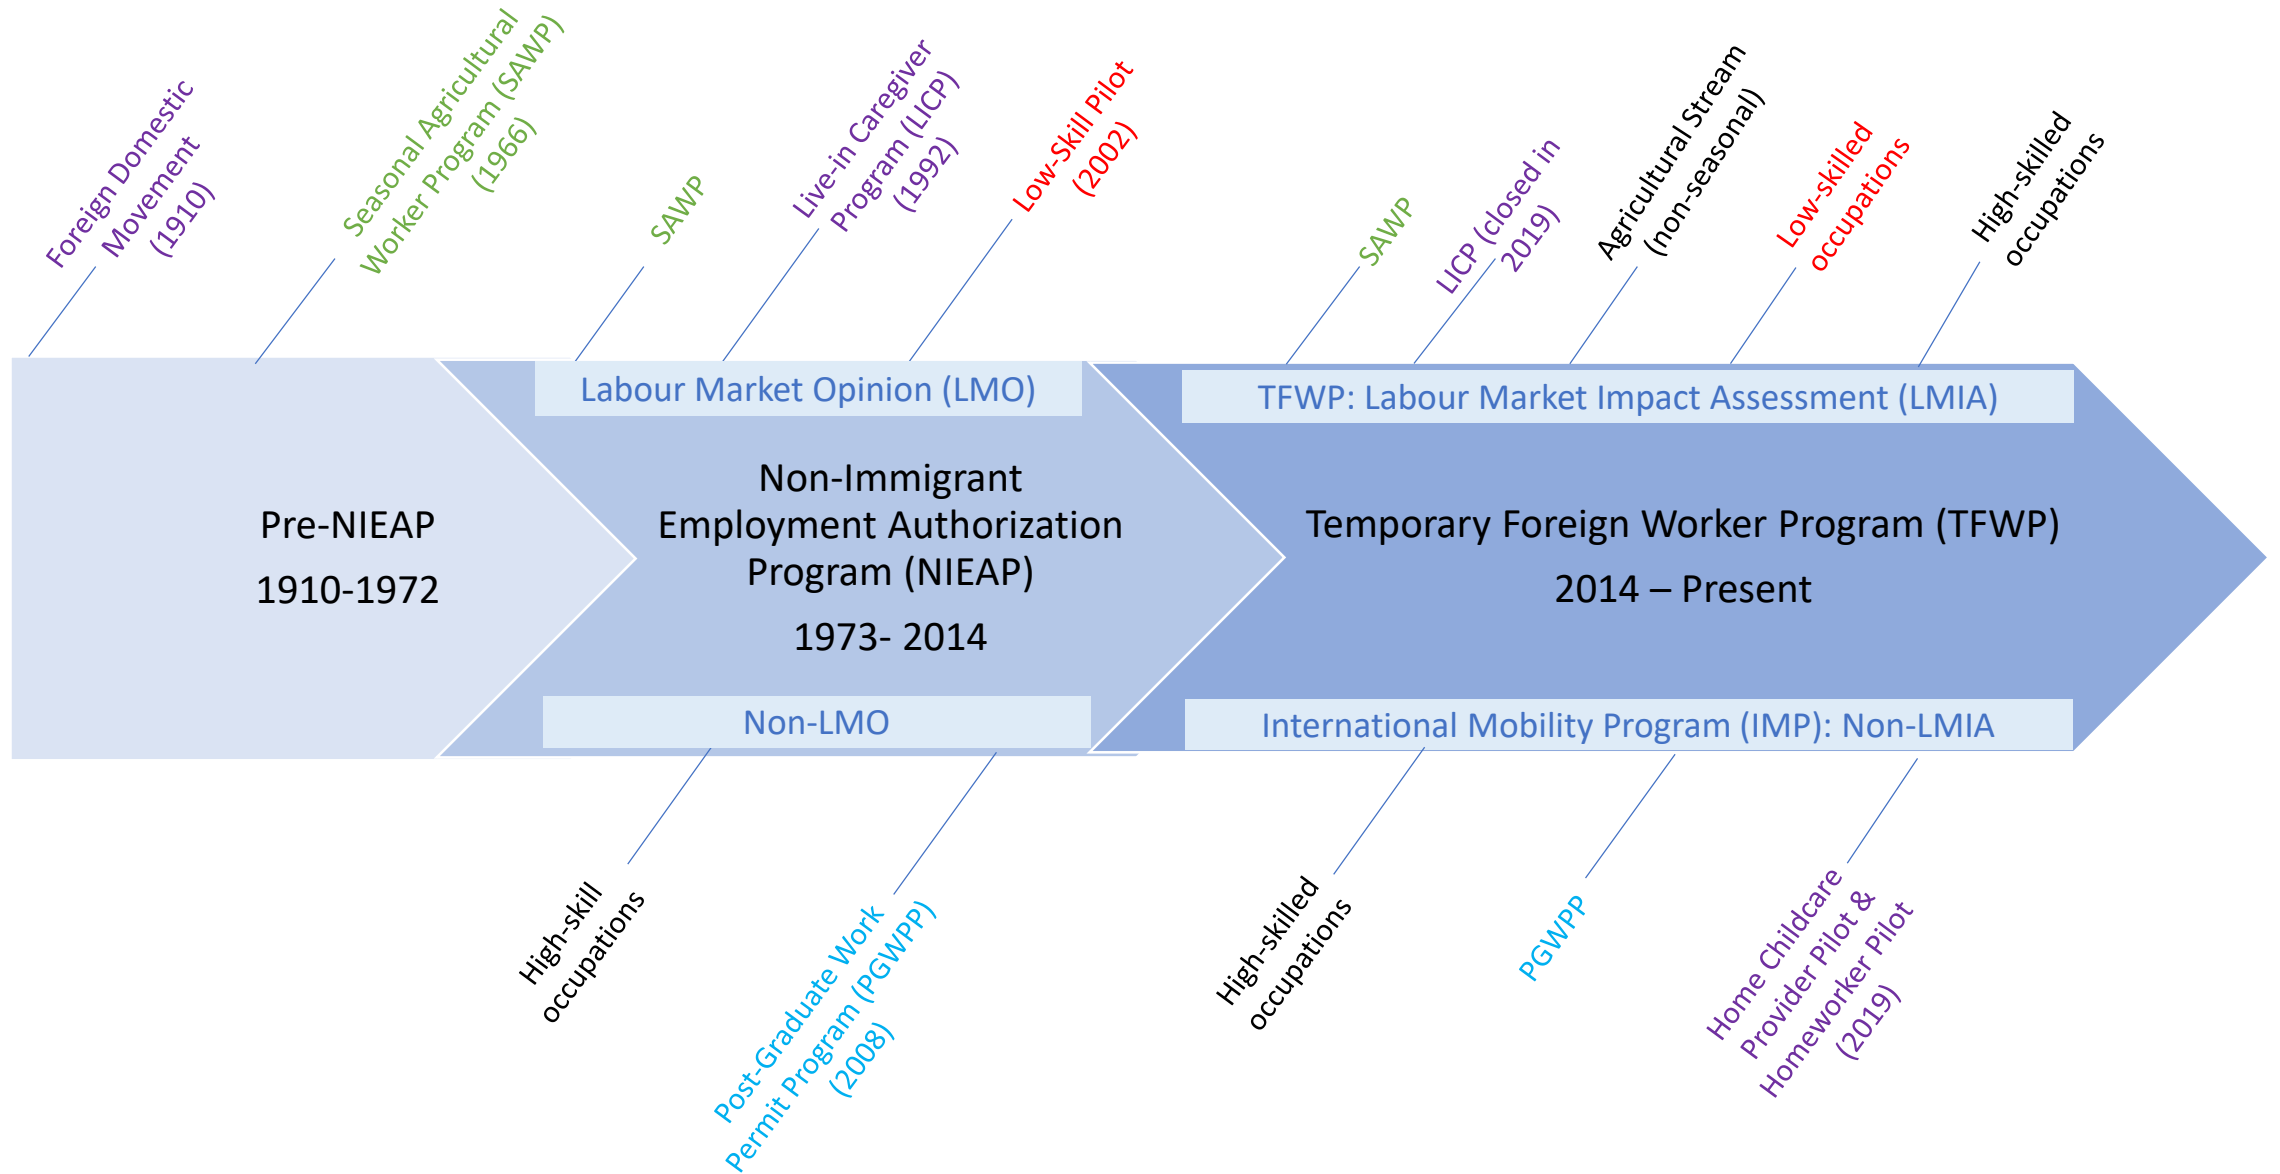 Foreign Domestic
Movement
(1910)
Seasonal Agricultural
Worker Program (SAWP)
(1966)
SAWP
Live-in Caregiver
Program (LICP)
(1992)
Low-Skill Pilot
(2002)
SAWP
LICP (closed in
2019)
Agricultural Stream
(non-seasonal)
Low-skilled
occupations
High-skilled
occupations
Labour Market Opinion (LMO)
TFWP: Labour Market Impact Assessment (LMIA)
Pre-NIEAP
1910-1972
Non-Immigrant
Employment Authorization
Program (NIEAP)
1973- 2014
Temporary Foreign Worker Program (TFWP)
2014 – Present
Non-LMO
International Mobility Program (IMP): Non-LMIA
High-skill
occupations
Post-Graduate Work
Permit Program (PGWPP)
(2008)
High-skilled
occupations
PGWPP
Home Childcare
Provider Pilot &
Homeworker Pilot
(2019)